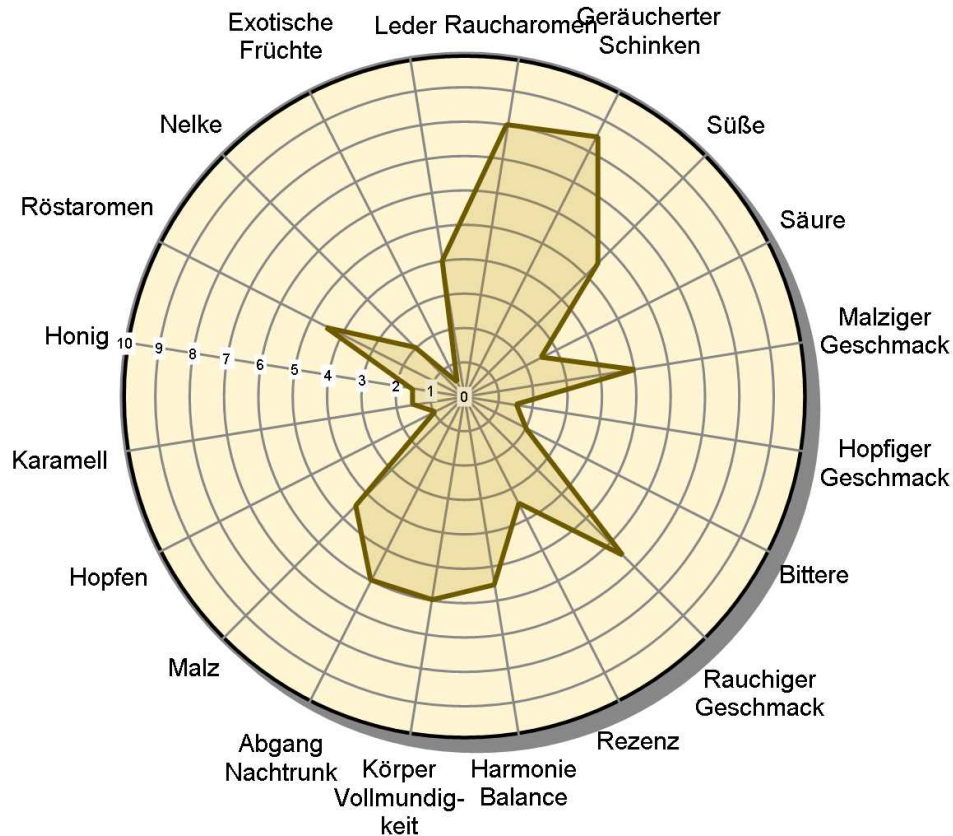 Exotische
Früchte
Leder Raucharomen
Geräucherter
Schinken
Nelke
Süße
Röstaromen
Säure
Honig
10 9 8 7 6 5 4 3 2 1 0
Malziger
Geschmack
Karamell
Hopfiger
Geschmack
Hopfen
Bittere
Malz
Rauchiger
Geschmack
Abgang
Nachtrunk
Körper
Vollmundig-
keit
Harmonie
Balance
Rezenz